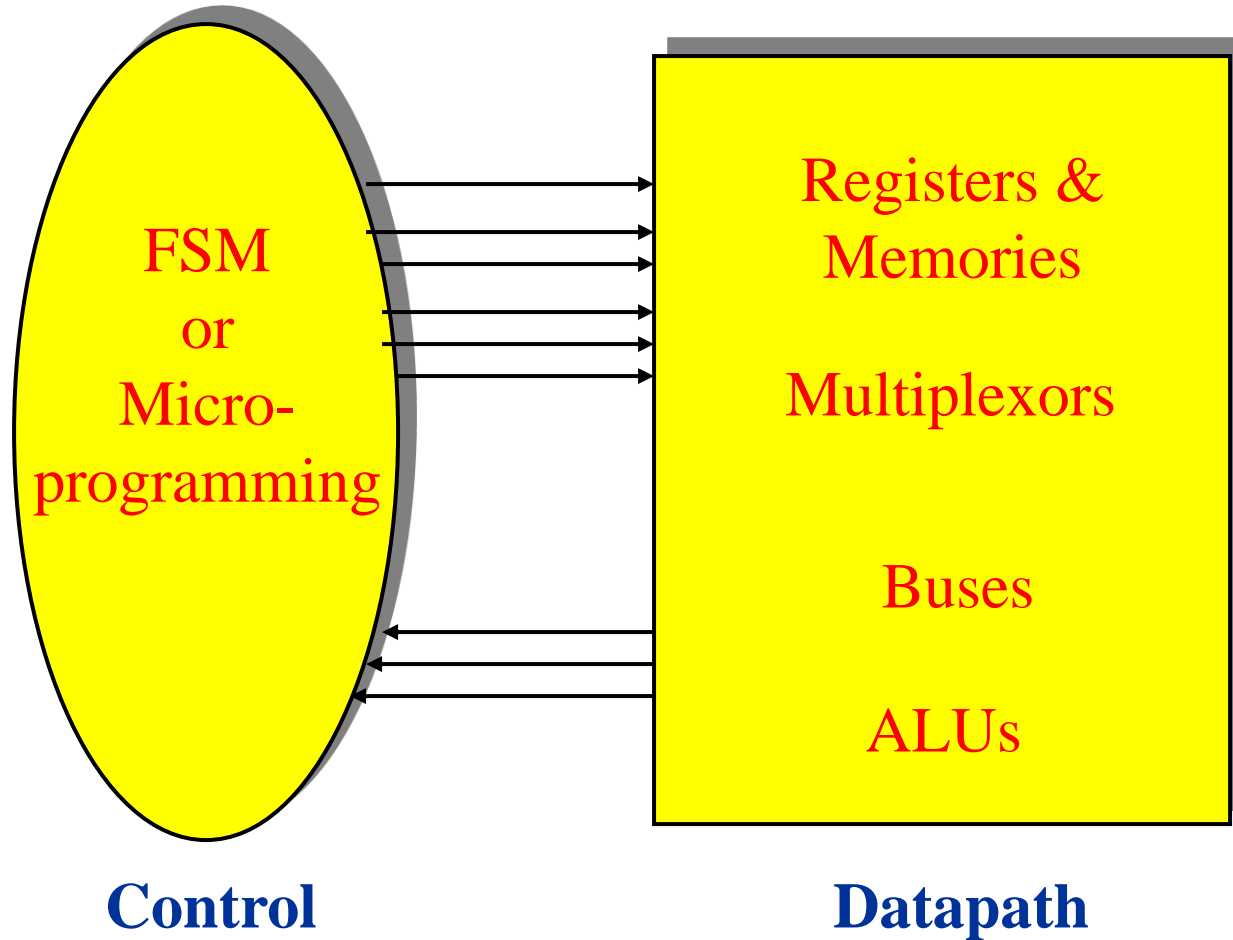 FSM
or
Micro-
programming
Registers &
Memories
Multiplexors
Buses
ALUs
Control
Datapath